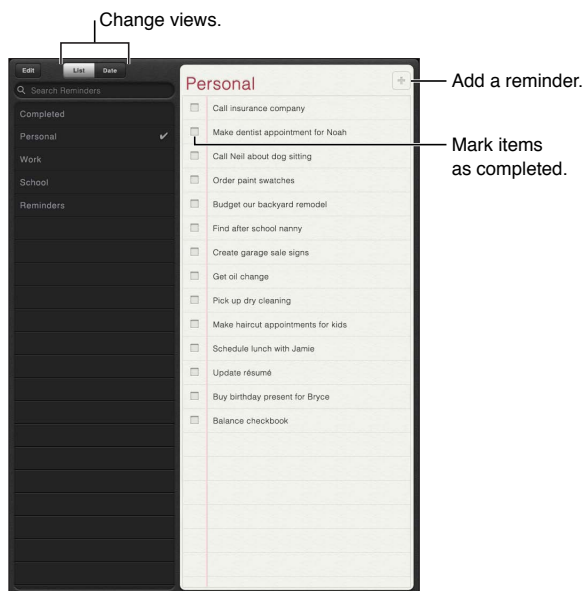 Change views.
Edit
List
Date
Search Reminders
Completed
Personal
Work
School
Reminders
Personal
Call insurance company
Make dentist appointment for Noah
Call Neil about dog sitting
Order paint swatches
Budget our backyard remodel
Find after school nanny
Create garage sale signs
Get oil change
Pick up dry cleaning
Make haircut appointments for kids
Schedule lunch with Jamie
Update résumé
Buy birthday present for Bryce
Balance checkbook
Add a reminder.
Mark items
as completed.